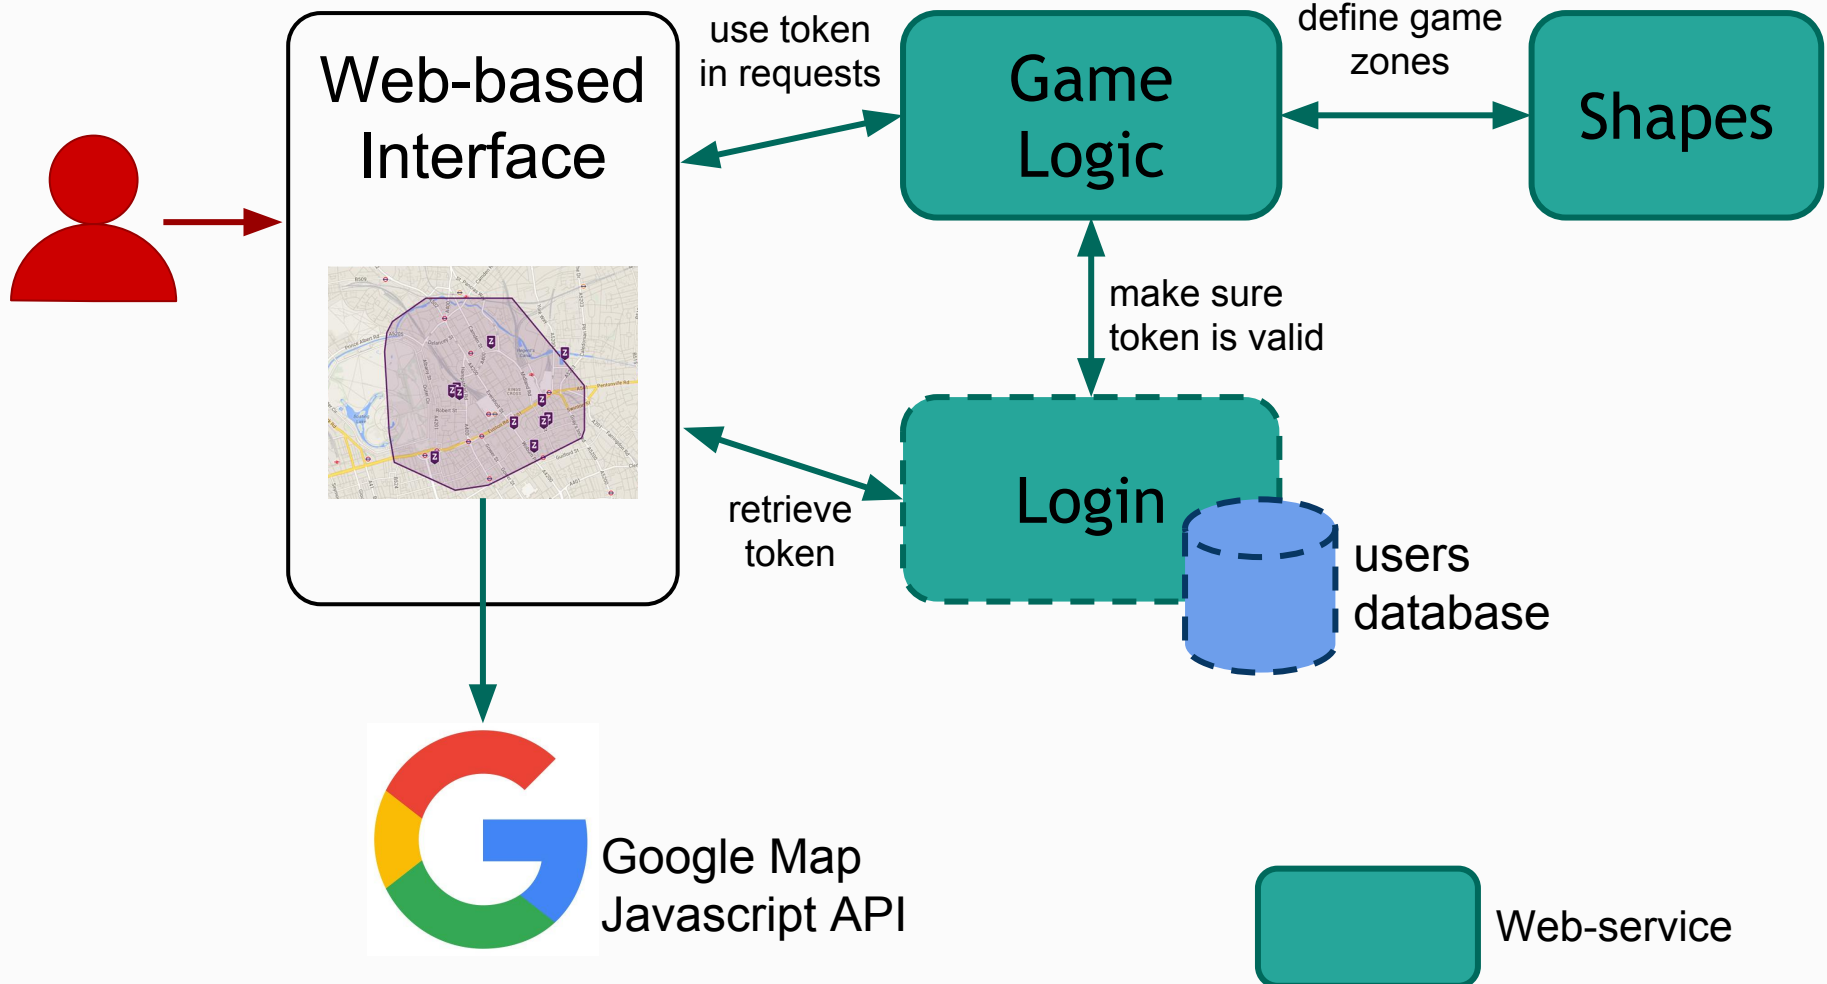 Web-based
Interface
use token
in requests
Game
Logic
define game
zones
Shapes
make sure
token is valid
retrieve
token
Login
users
database
Google Map
Javascript API
Web-service